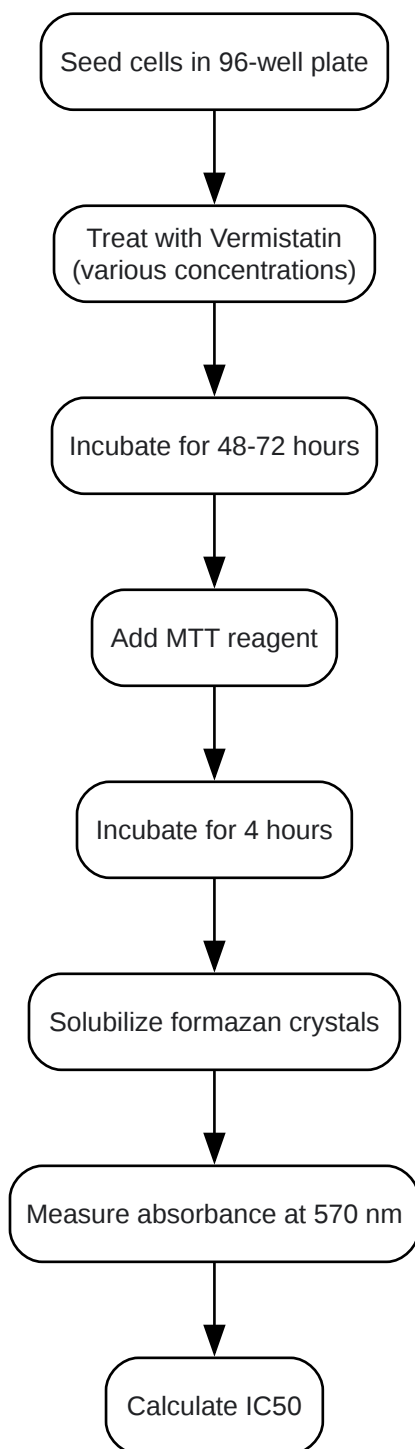 Seed cells in 96-well plate
Treat with Vermistatin
(various concentrations)
Incubate for 48-72 hours
Add MTT reagent
Incubate for 4 hours
Solubilize formazan crystals
Measure absorbance at 570 nm
Calculate IC50